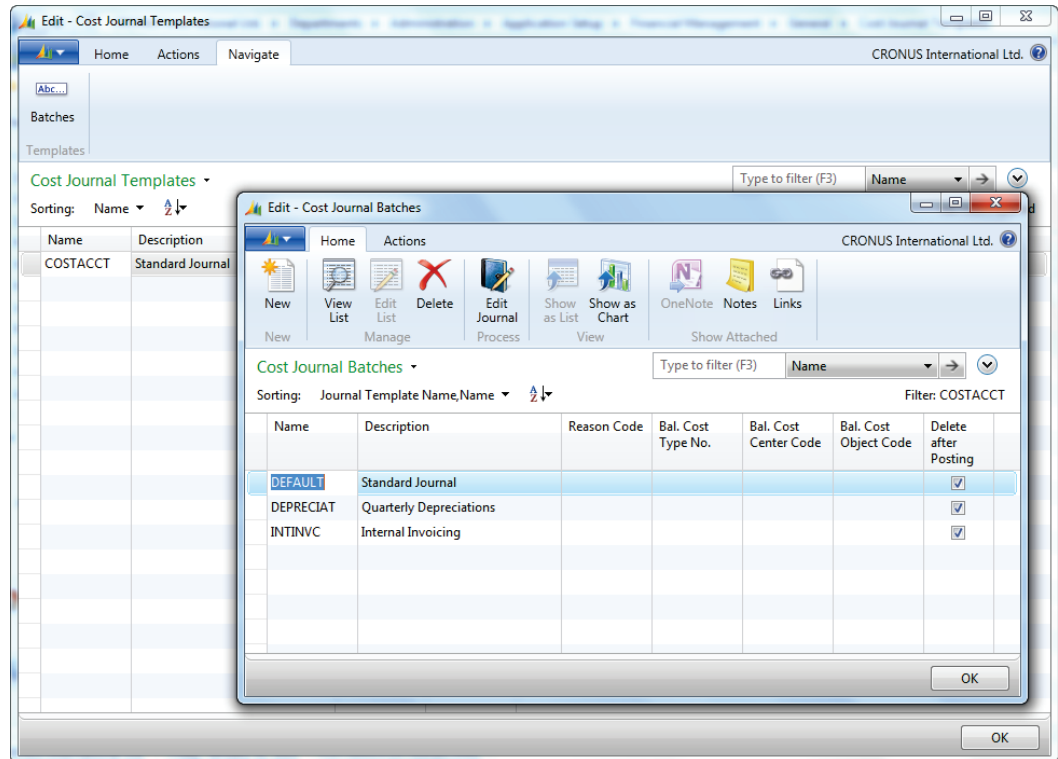 Edit - Cost Journal Templates
Home Actions Navigate CRONUS International Ltd.
Abc...
Batches
Templates
Cost Journal Templates Type to filter (F3) Name
Sorting: Name
Name Description
COSTACCT Standard Journal
Edit - Cost Journal Batches
Home Actions CRONUS International Ltd.
New View List Edit List Delete Edit Journal Show as List Show as Chart OneNote Notes Links
New Manage Process View Show Attached
Cost Journal Batches Type to filter (F3) Name
Sorting: Journal Template Name,Name Filter: COSTACCT
Name Description Reason Code Bal. Cost Type No. Bal. Cost Center Code Bal. Cost Object Code Delete after Posting
DEFAULT Standard Journal
DEPRECIAT Quarterly Depreciations
INTINVC Internal Invoicing
OK
OK